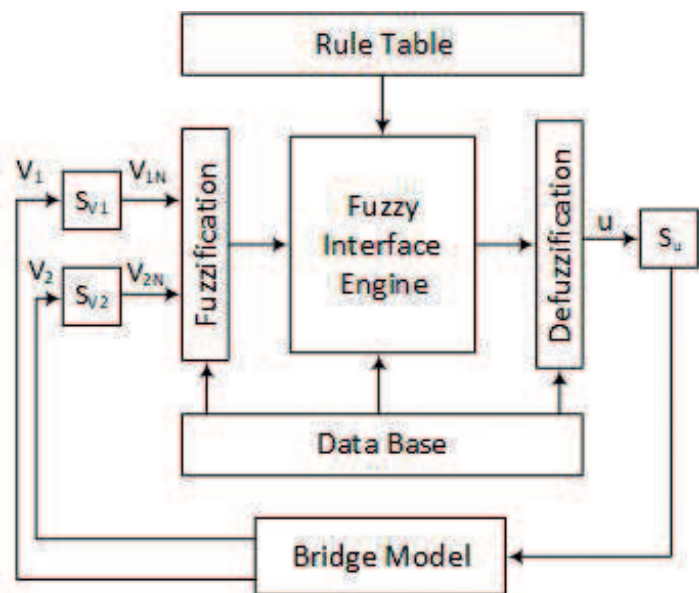 Rule Table
V1
SV1
V1N
V2
SV2
V2N
Fuzzification
Fuzzy
Interface
Engine
Defuzzification
u
Su
Data Base
Bridge Model